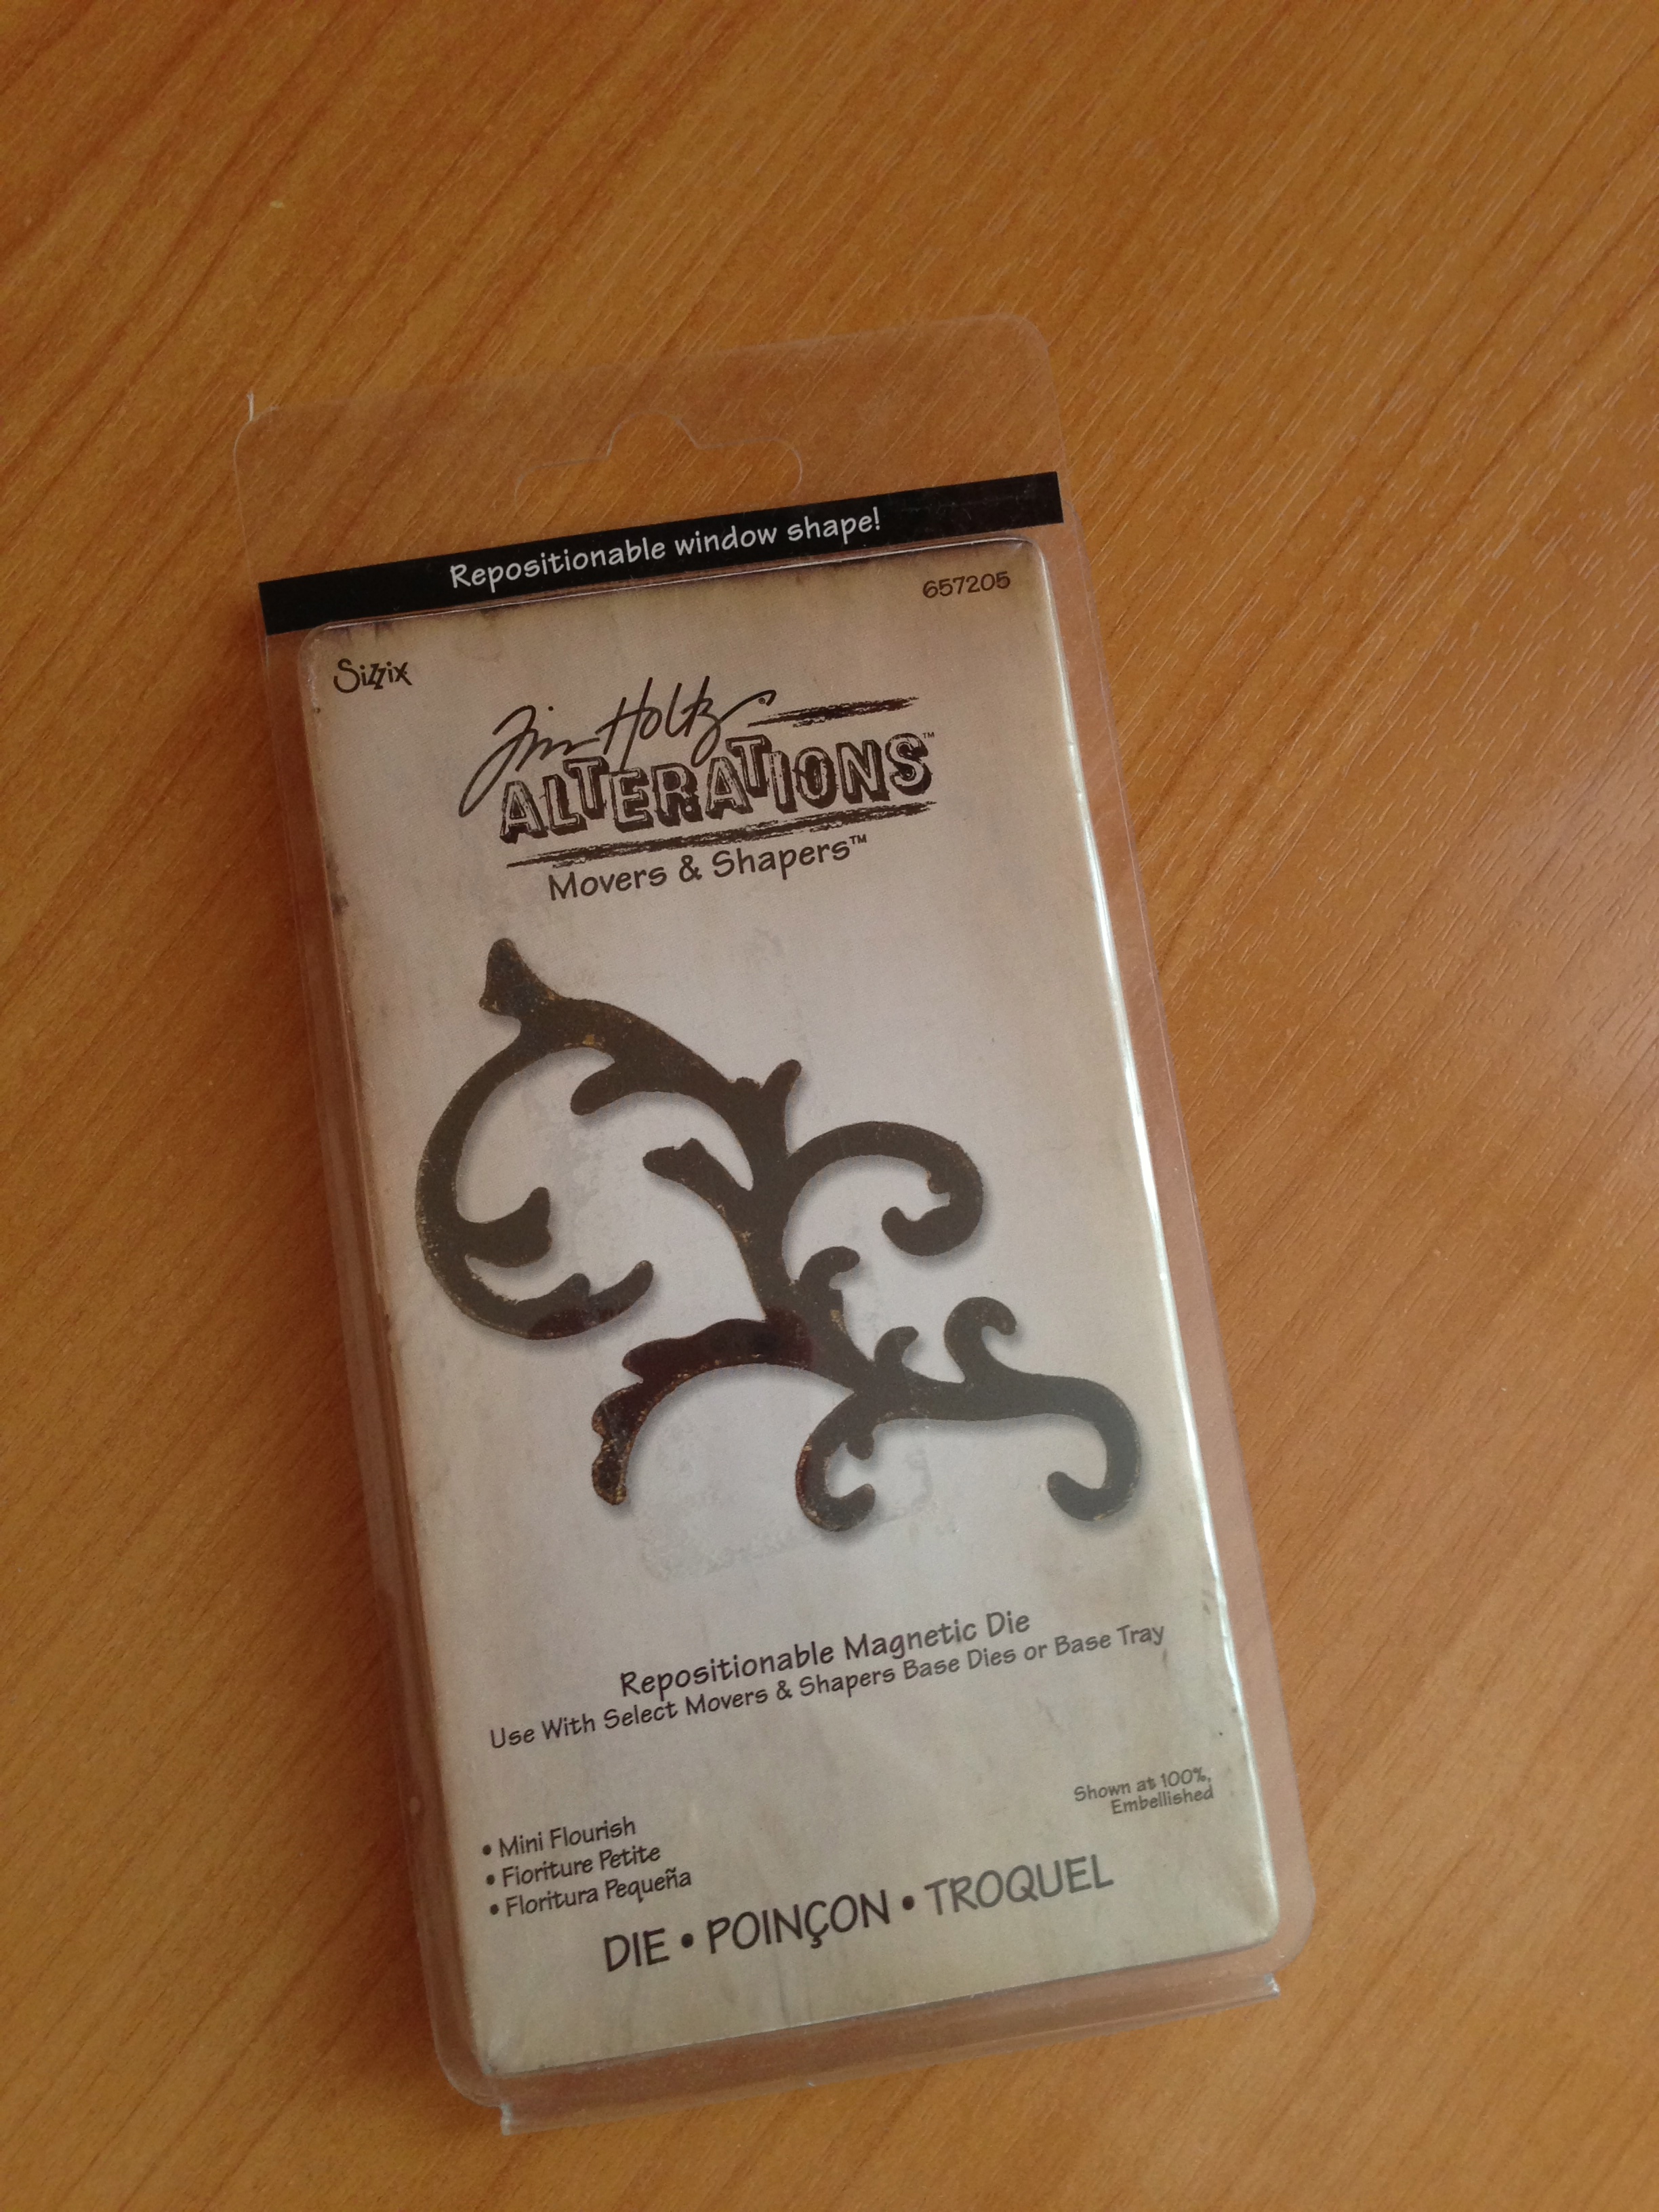 Repositionable window shape!
657205
Sizzix
Tim Holtz®
ALTERATIONS™
Movers & Shapers™
Repositionable Magnetic Die
Use With Select Movers & Shapers Base Dies or Base Tray
Shown at 100%,
Embellished
• Mini Flourish
• Fioriture Petite
• Floritura Pequeña
DIE • POINÇON • TROQUEL